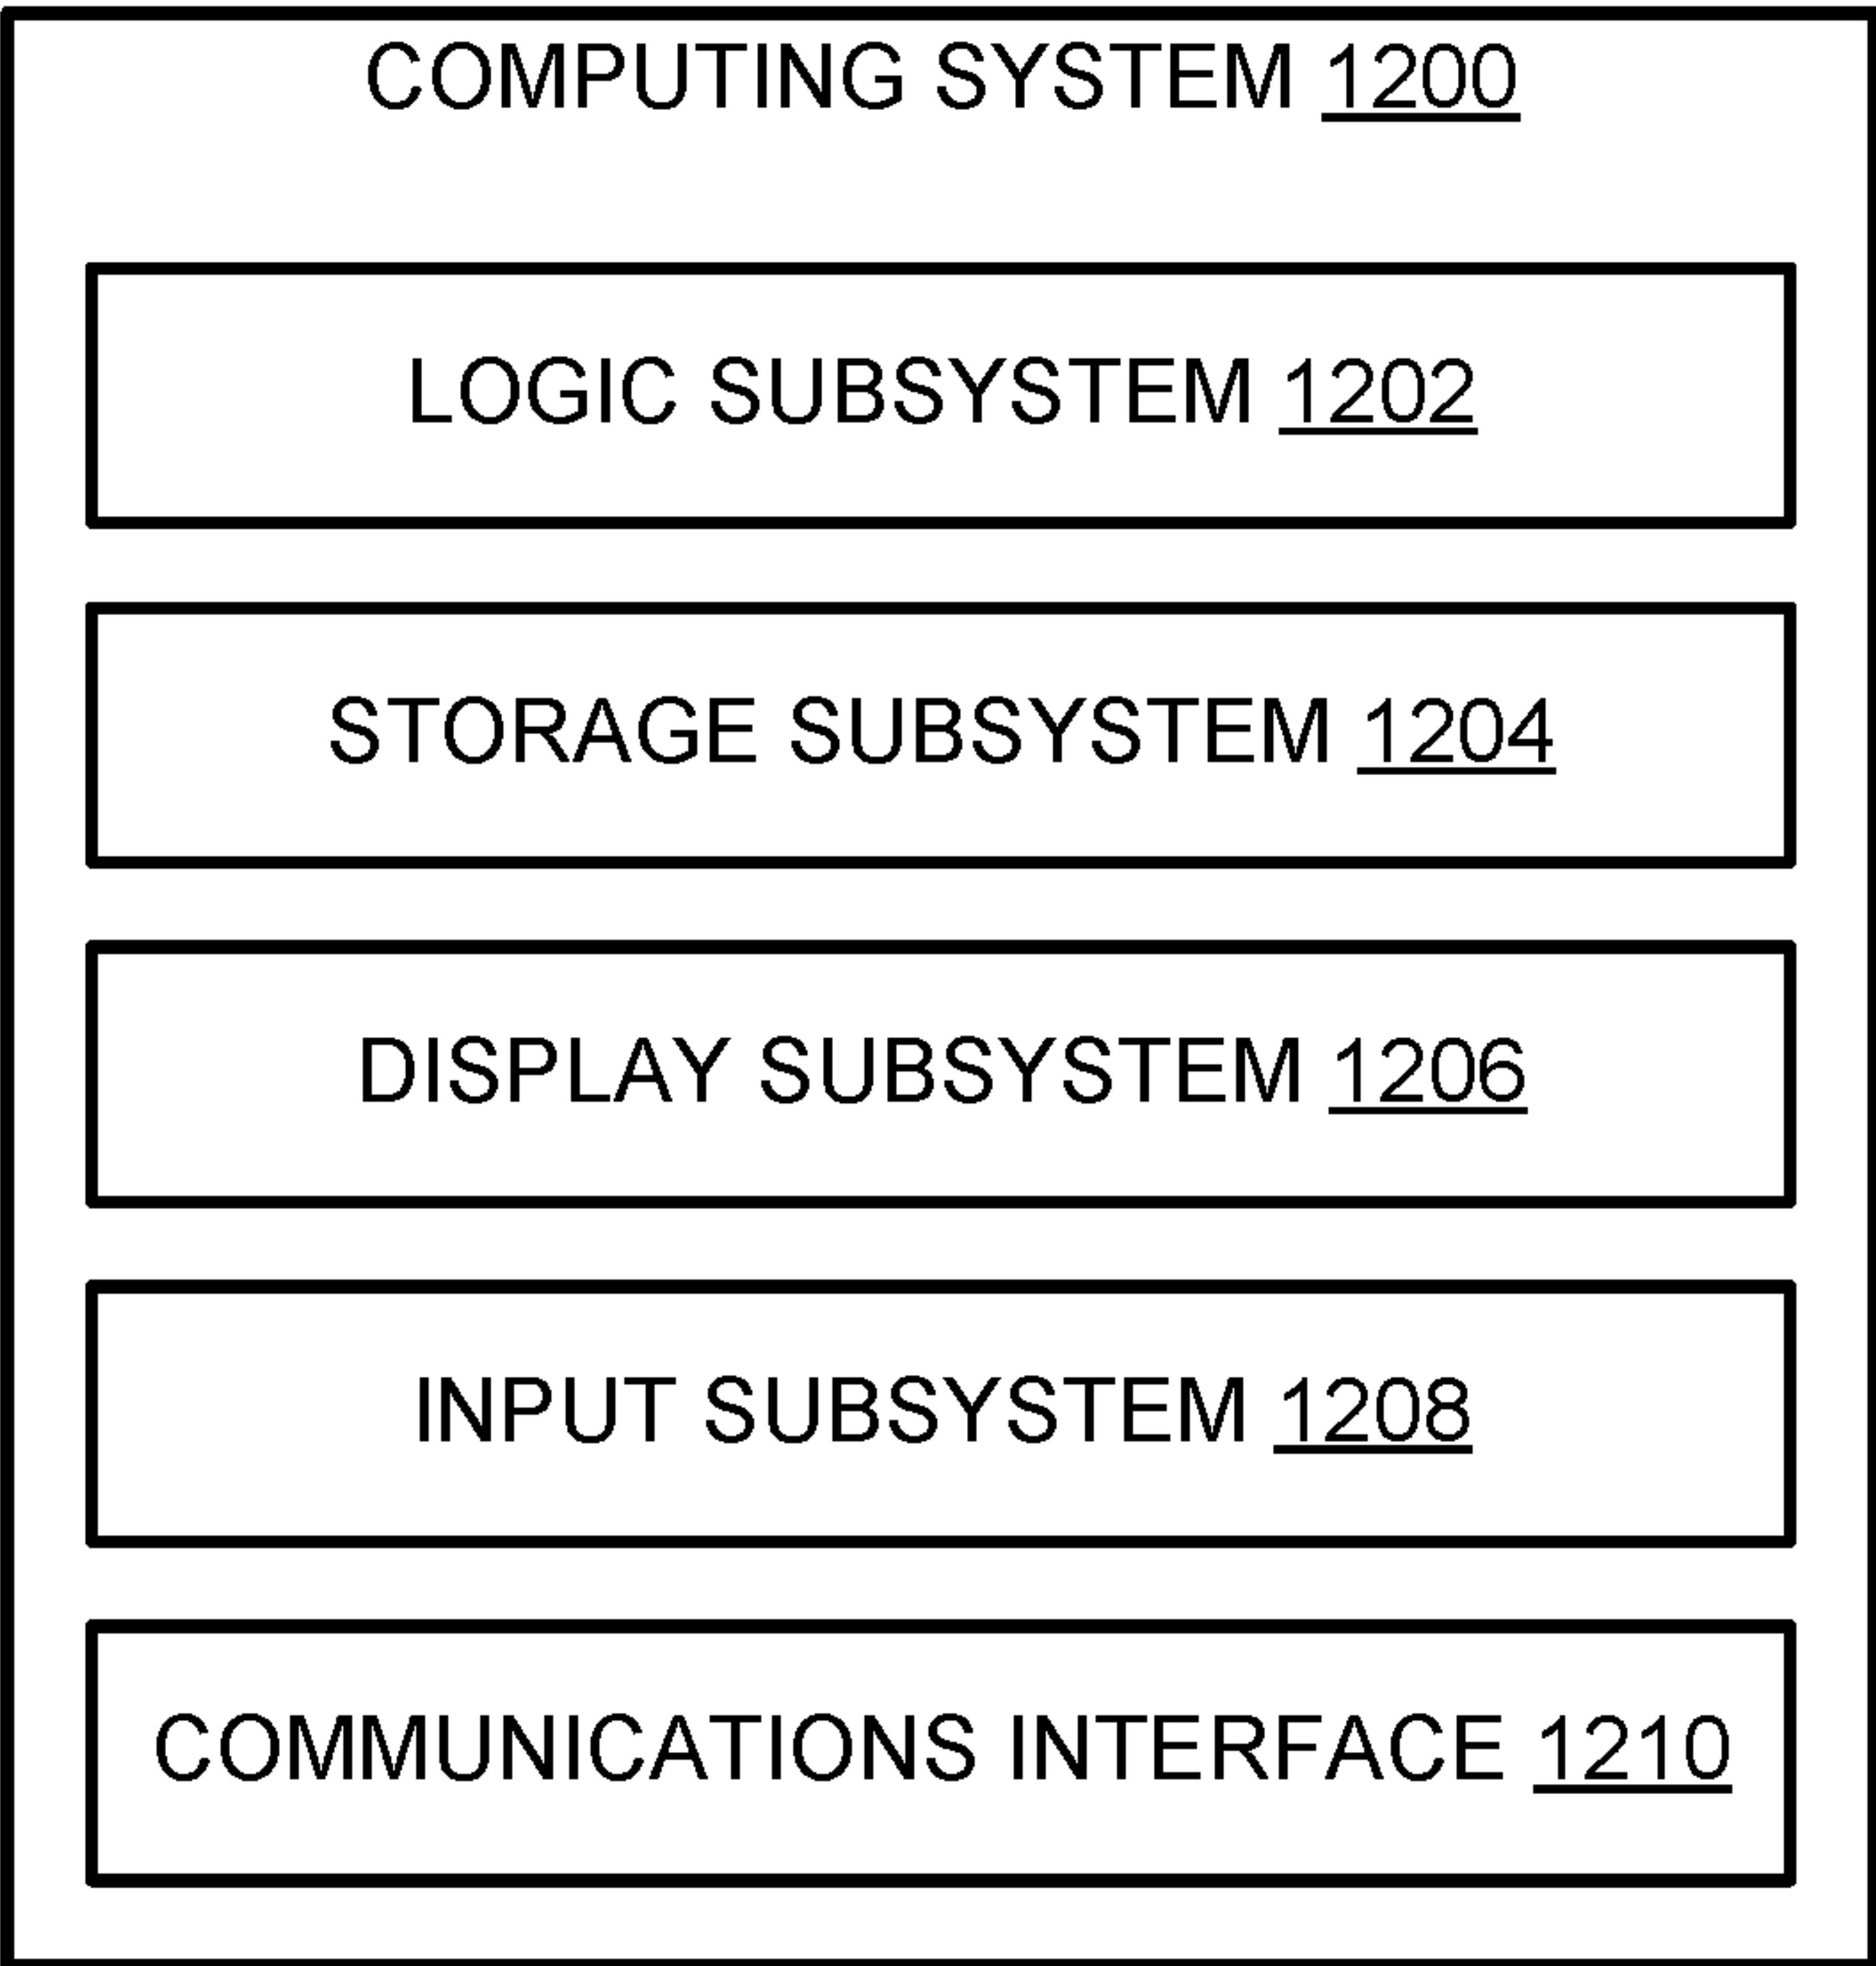 COMPUTING SYSTEM 1200
LOGIC SUBSYSTEM 1202
STORAGE SUBSYSTEM 1204
DISPLAY SUBSYSTEM 1206
INPUT SUBSYSTEM 1208
COMMUNICATIONS INTERFACE 1210